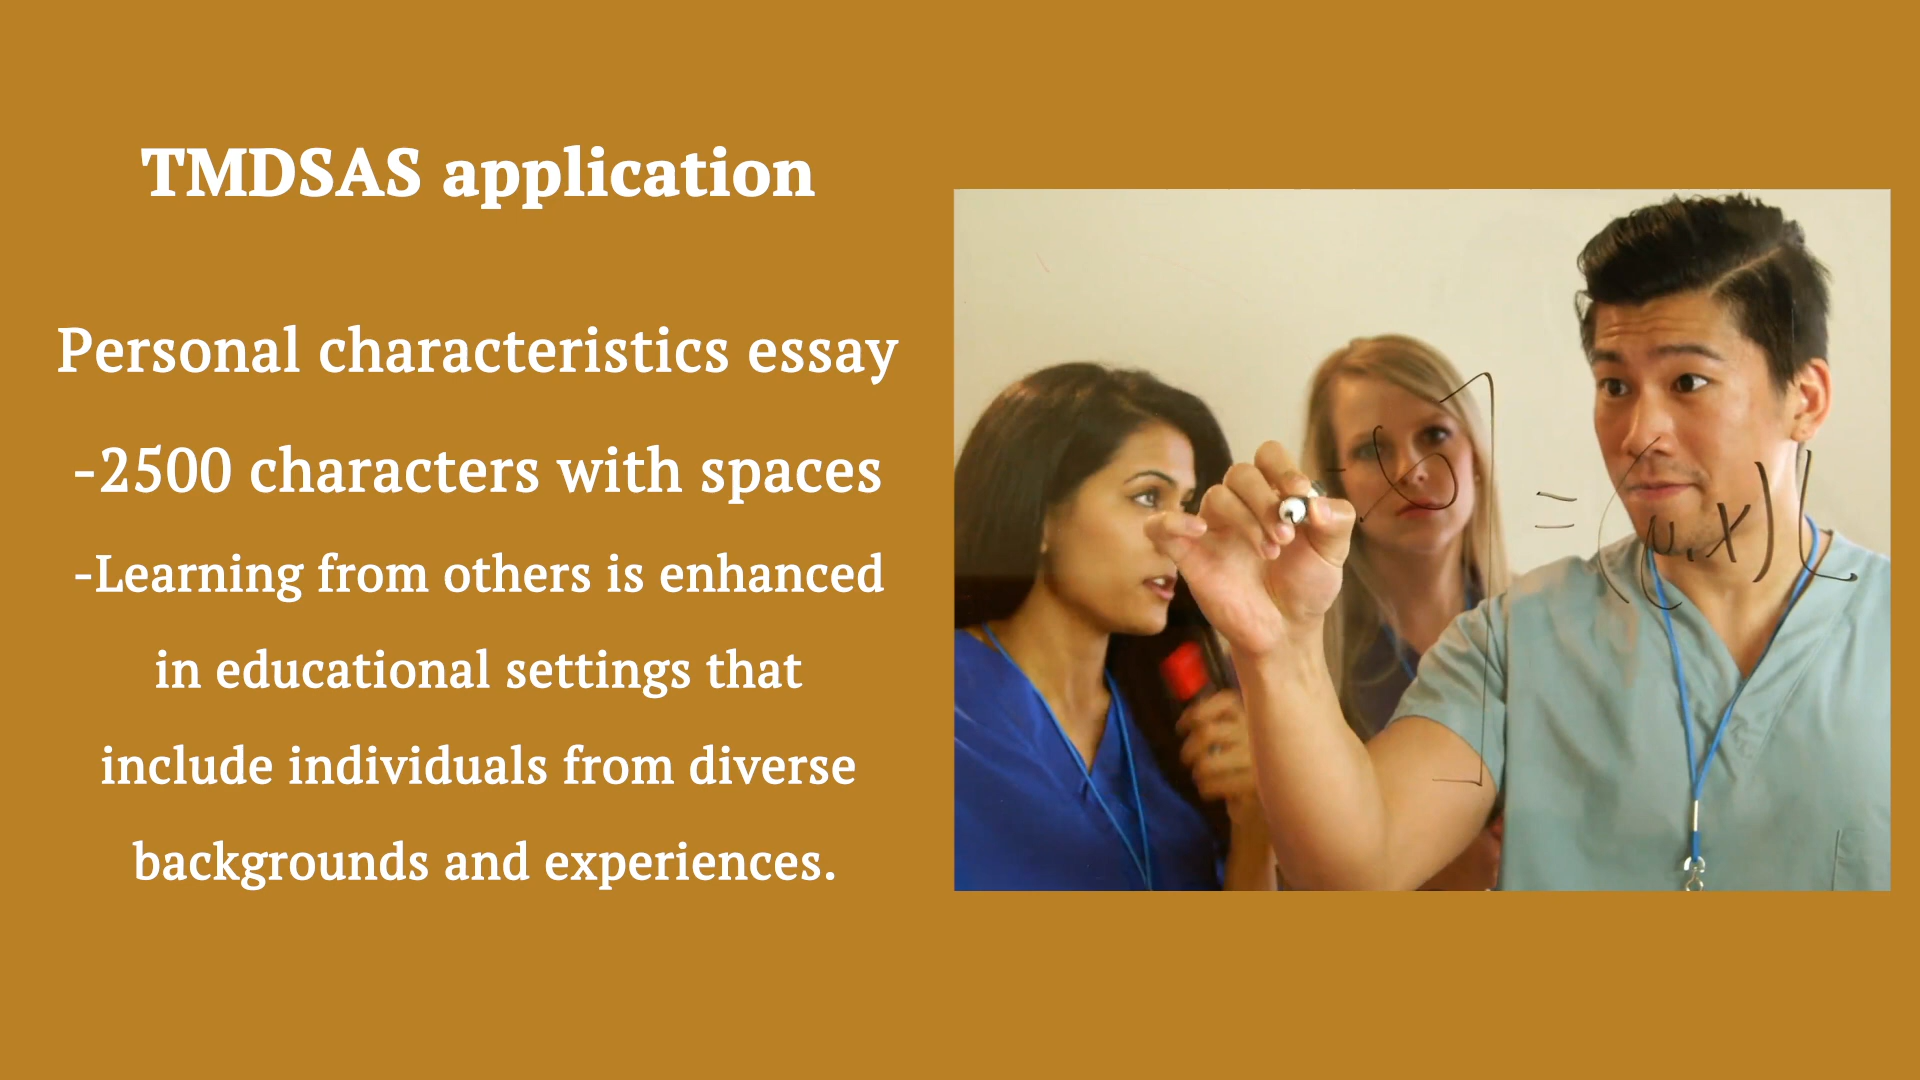 TMDSAS application
Personal characteristics essay
-2500 characters with spaces
-Learning from others is enhanced
in educational settings that
include individuals from diverse
backgrounds and experiences.
= (μ,x)